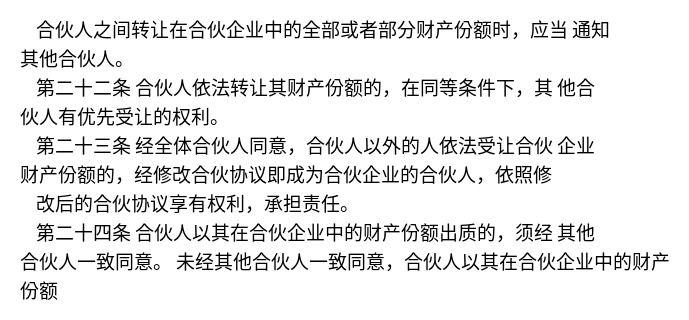 合伙人之间转让在合伙企业中的全部或者部分财产份额时，应当 通知
其他合伙人。
第二十二条 合伙人依法转让其财产份额的，在同等条件下，其 他合
伙人有优先受让的权利。
第二十三条 经全体合伙人同意，合伙人以外的人依法受让合伙 企业
财产份额的，经修改合伙协议即成为合伙企业的合伙人，依照修
改后的合伙协议享有权利，承担责任。
第二十四条 合伙人以其在合伙企业中的财产份额出质的，须经 其他
合伙人一致同意。 未经其他合伙人一致同意，合伙人以其在合伙企业中的财产
份额